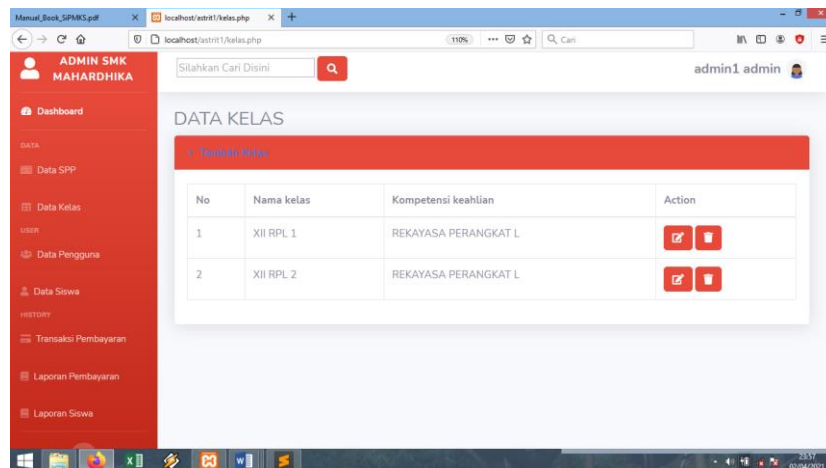 Manual_Book_SiPMKS.pdf
localhost/astrit1/kelas.php
localhost/astrit1/kelas.php
110%
Cari
ADMIN SMK
MAHARDHIKA
Silahkan Cari Disini
admin1 admin
Dashboard
DATA KELAS
DATA
+ Tambah Kelas
Data SPP
Data Kelas
USER
Data Pengguna
Data Siswa
HISTORY
Transaksi Pembayaran
Laporan Pembayaran
Laporan Siswa
No Nama kelas Kompetensi keahlian Action
1 XII RPL 1 REKAYASA PERANGKAT L
2 XII RPL 2 REKAYASA PERANGKAT L
23:57
02/04/2021